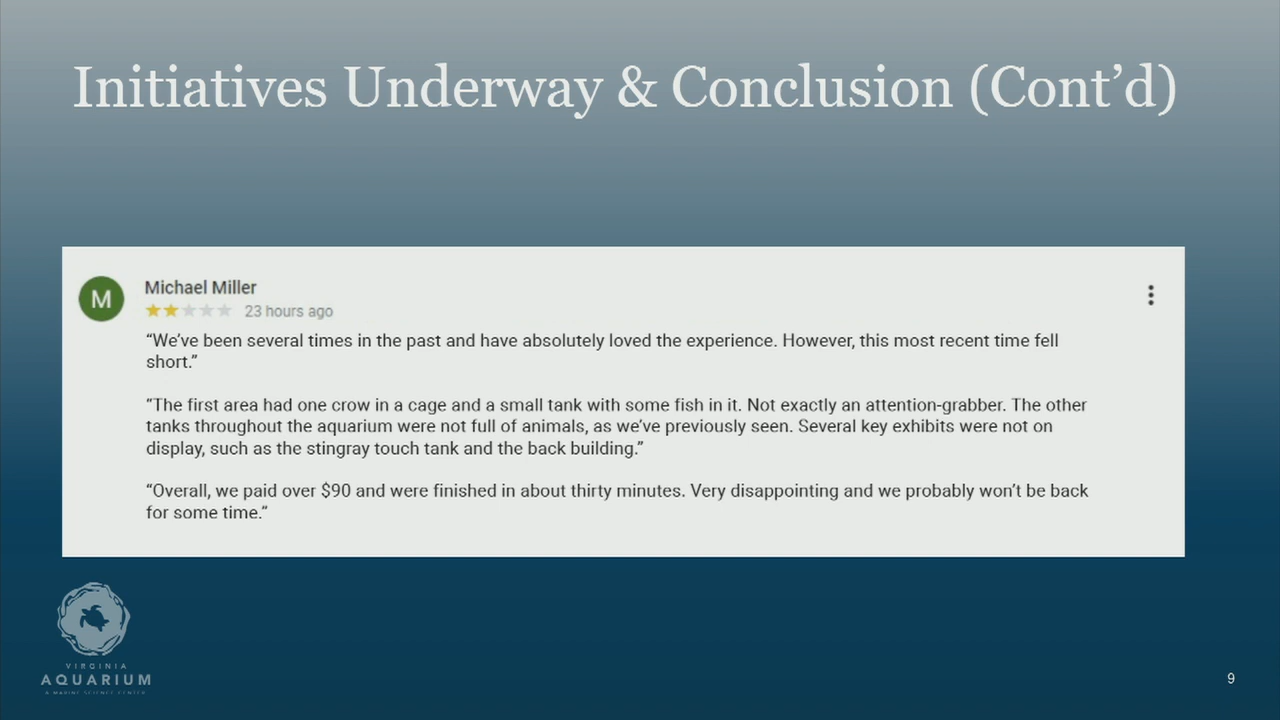 Initiatives Underway & Conclusion (Cont’d)
M
Michael Miller
23 hours ago
“We’ve been several times in the past and have absolutely loved the experience. However, this most recent time fell
short.”
“The first area had one crow in a cage and a small tank with some fish in it. Not exactly an attention-grabber. The other
tanks throughout the aquarium were not full of animals, as we’ve previously seen. Several key exhibits were not on
display, such as the stingray touch tank and the back building.”
“Overall, we paid over $90 and were finished in about thirty minutes. Very disappointing and we probably won’t be back
for some time.”
VIRGINIA
AQUARIUM
& MARINE SCIENCE CENTER
9